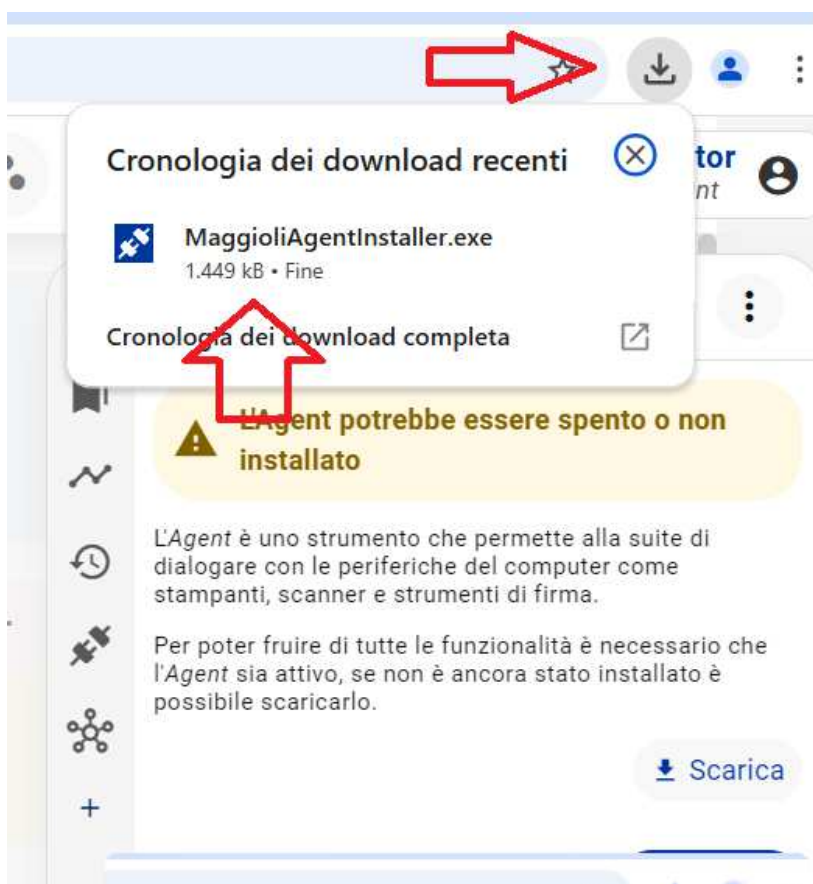 Cronologia dei download recenti
tor
nt
MaggioliAgentInstaller.exe
1.449 kB • Fine
Cronologia dei download completa
L'Agent potrebbe essere spento o non
installato
L'Agent è uno strumento che permette alla suite di
dialogare con le periferiche del computer come
stampanti, scanner e strumenti di firma.
Per poter fruire di tutte le funzionalità è necessario che
l'Agent sia attivo, se non è ancora stato installato è
possibile scaricarlo.
Scarica